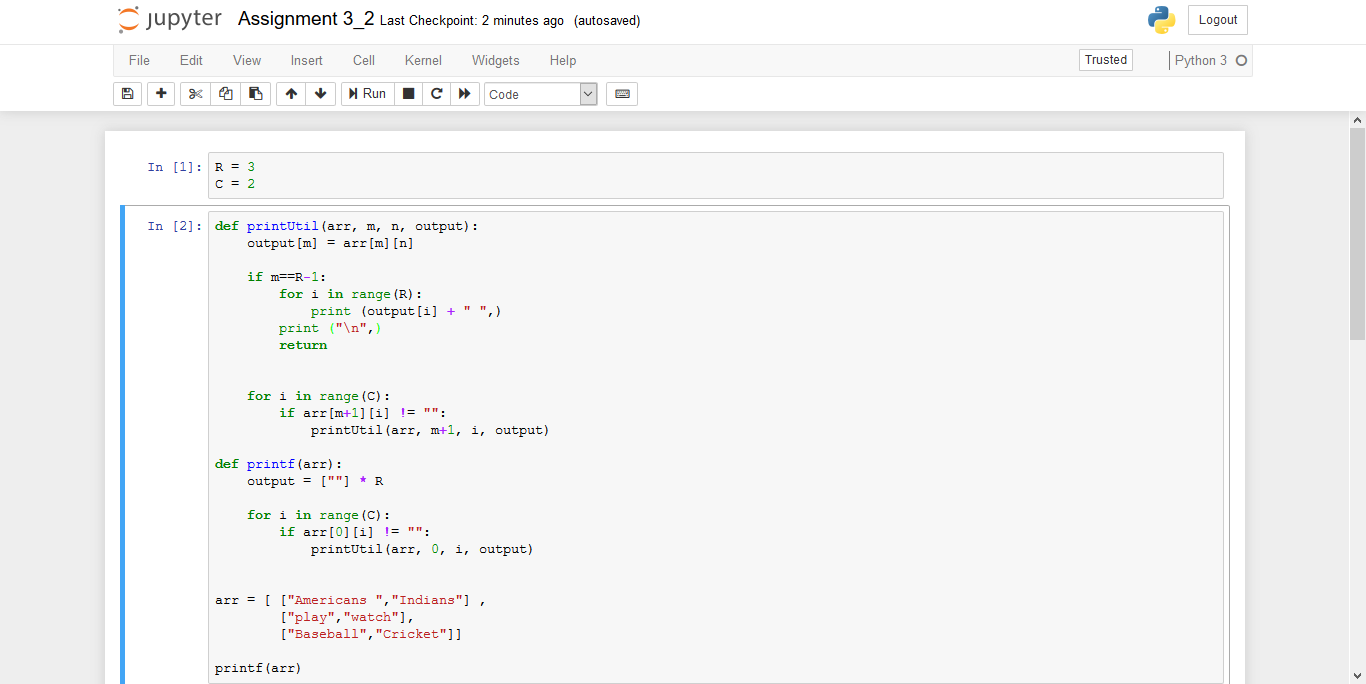 jupyter Assignment 3_2 Last Checkpoint: 2 minutes ago (autosaved) Logout
File Edit View Insert Cell Kernel Widgets Help Trusted Python 3
Run Code
In [1]: R = 3
C = 2
In [2]: def printUtil(arr, m, n, output):
    output[m] = arr[m][n]
    if m==R-1:
        for i in range(R):
            print (output[i] + " ",)
        print ("\n",)
        return
    for i in range(C):
        if arr[m+1][i] != "":
            printUtil(arr, m+1, i, output)
def printf(arr):
    output = [""] * R
    for i in range(C):
        if arr[0][i] != "":
            printUtil(arr, 0, i, output)
arr = [ ["Americans ","Indians"] ,
        ["play","watch"],
        ["Baseball","Cricket"]]
printf(arr)